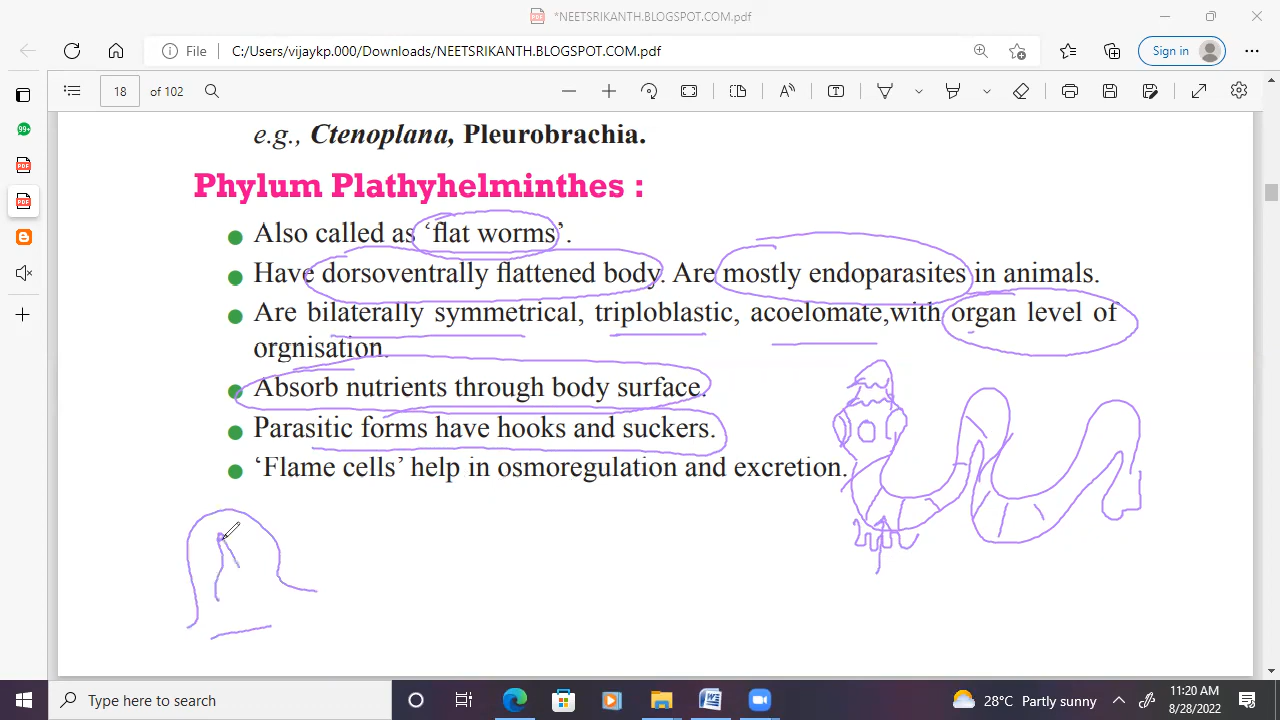 *NEETSRIKANTH.BLOGSPOT.COM.pdf
File C:/Users/vijaykp.000/Downloads/NEETSRIKANTH.BLOGSPOT.COM.pdf Sign in
18 of 102
99+
e.g., Ctenoplana, Pleurobrachia.
Phylum Plathyhelminthes :
Also called as ‘flat worms’.
Have dorsoventrally flattened body. Are mostly endoparasites in animals.
Are bilaterally symmetrical, triploblastic, acoelomate,with organ level of
orgnisation.
Absorb nutrients through body surface.
Parasitic forms have hooks and suckers.
‘Flame cells’ help in osmoregulation and excretion.
Type here to search 28°C Partly sunny 11:20 AM
8/28/2022